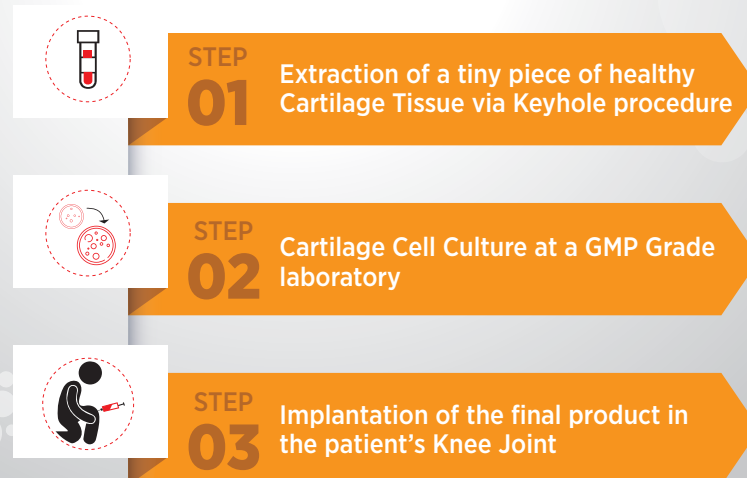 STEP
01
Extraction of a tiny piece of healthy
Cartilage Tissue via Keyhole procedure
STEP
02
Cartilage Cell Culture at a GMP Grade
laboratory
STEP
03
Implantation of the final product in
the patient’s Knee Joint